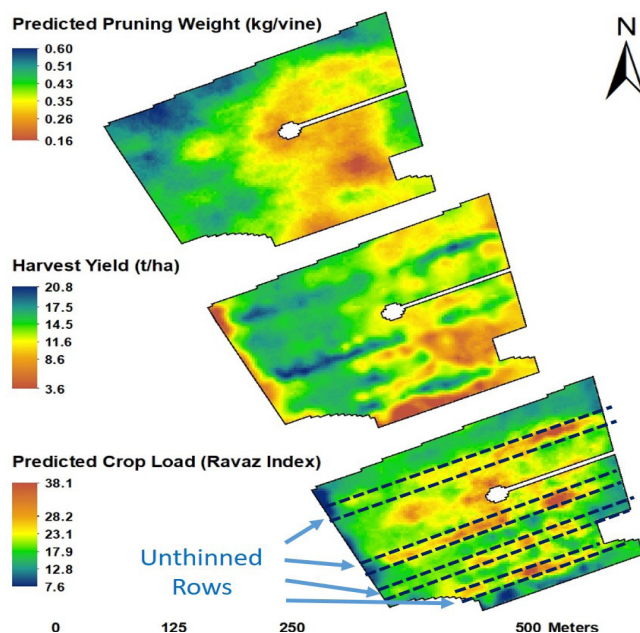 Predicted Pruning Weight (kg/vine)
N
0.60
0.51
0.43
0.35
0.26
0.16
Harvest Yield (t/ha)
20.8
17.5
14.5
11.6
8.6
3.6
Predicted Crop Load (Ravaz Index)
38.1
28.2
23.1
17.9
12.8
7.6
Unthinned
Rows
0 125 250 500 Meters